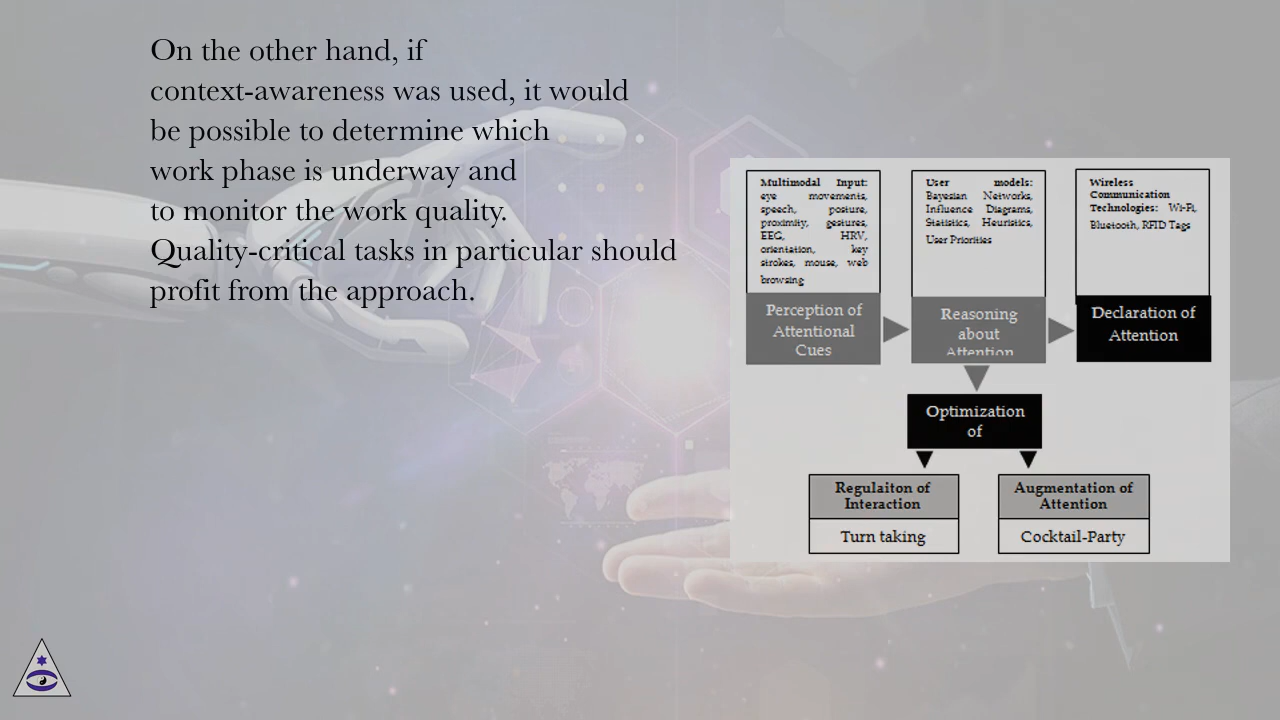 On the other hand, if
context-awareness was used, it would
be possible to determine which
work phase is underway and
to monitor the work quality.
Quality-critical tasks in particular should
profit from the approach.
Multimodal Input:
eye movements,
speech, posture,
proximity, gestures,
EEG, HRV,
orientation, key
strokes, mouse, web
browsing
Perception of
Attentional
Cues
User models:
Bayesian Networks,
Influence Diagrams,
Statistics, Heuristics,
User Priorities
Reasoning
about
Attention
Wireless
Communication
Technologies: Wi-Fi,
Bluetooth, RFID Tags
Declaration of
Attention
Optimization
of
Regulaiton of
Interaction
Turn taking
Augmentation of
Attention
Cocktail-Party